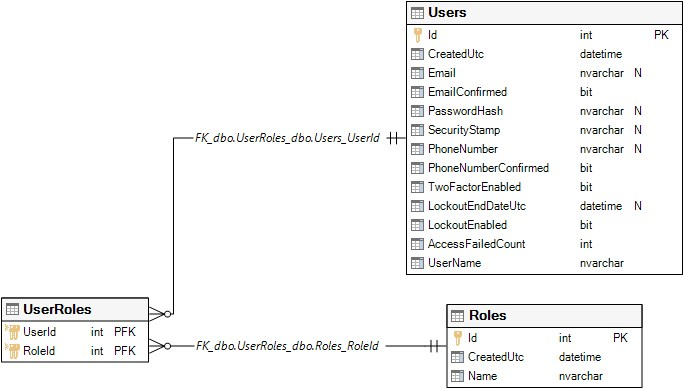 Users
Id int PK
CreatedUtc datetime
Email nvarchar N
EmailConfirmed bit
PasswordHash nvarchar N
SecurityStamp nvarchar N
PhoneNumber nvarchar N
PhoneNumberConfirmed bit
TwoFactorEnabled bit
LockoutEndDateUtc datetime N
LockoutEnabled bit
AccessFailedCount int
UserName nvarchar
FK_dbo.UserRoles_dbo.Users_UserId
UserRoles
UserId int PFK
RoleId int PFK
FK_dbo.UserRoles_dbo.Roles_RoleId
Roles
Id int PK
CreatedUtc datetime
Name nvarchar